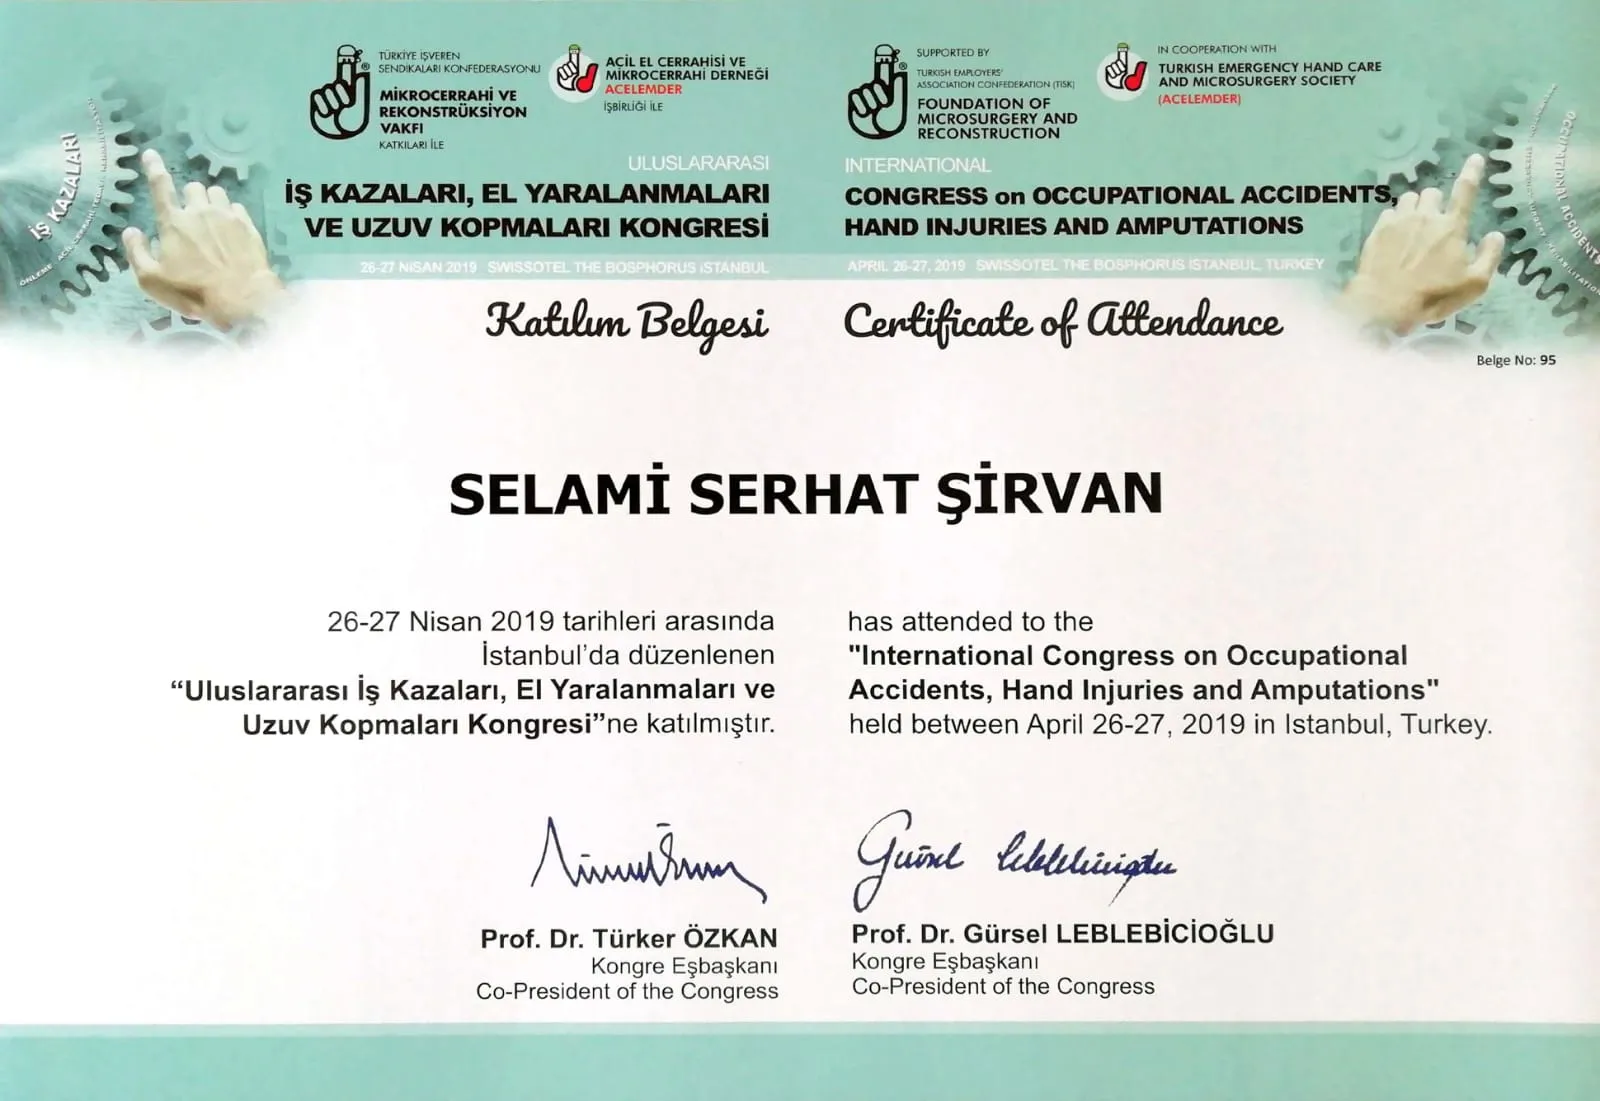 TÜRKİYE İŞVEREN
SENDİKALARI KONFEDERASYONU
MİKROCERRAHİ VE
REKONSTRÜKSİYON
VAKFI
KATKILARI İLE
ACİL EL CERRAHİSİ VE
MİKROCERRAHİ DERNEĞİ
ACELEMDER
İŞBİRLİĞİ İLE
ULUSLARARASI
İŞ KAZALARI, EL YARALANMALARI
VE UZUV KOPMALARI KONGRESİ
26-27 NİSAN 2019 SWISSOTEL THE BOSPHORUS İSTANBUL
SUPPORTED BY
TURKISH EMPLOYERS'
ASSOCIATION CONFEDERATION (TİSK)
FOUNDATION OF
MICROSURGERY AND
RECONSTRUCTION
IN COOPERATION WITH
TURKISH EMERGENCY HAND CARE
AND MICROSURGERY SOCIETY
(ACELEMDER)
INTERNATIONAL
CONGRESS on OCCUPATIONAL ACCIDENTS,
HAND INJURIES AND AMPUTATIONS
APRIL 26-27, 2019 SWISSOTEL THE BOSPHORUS ISTANBUL, TURKEY
İŞ KAZALARI
OCCUPATIONAL ACCIDENTS
Katılım Belgesi
Certificate of Attendance
Belge No: 95
SELAMİ SERHAT ŞİRVAN
26-27 Nisan 2019 tarihleri arasında
İstanbul'da düzenlenen
“Uluslararası İş Kazaları, El Yaralanmaları ve
Uzuv Kopmaları Kongresi”ne katılmıştır.
has attended to the
"International Congress on Occupational
Accidents, Hand Injuries and Amputations"
held between April 26-27, 2019 in Istanbul, Turkey.
Prof. Dr. Türker ÖZKAN
Kongre Eşbaşkanı
Co-President of the Congress
Gürsel Leblebicioğlu
Prof. Dr. Gürsel LEBLEBİCİOĞLU
Kongre Eşbaşkanı
Co-President of the Congress